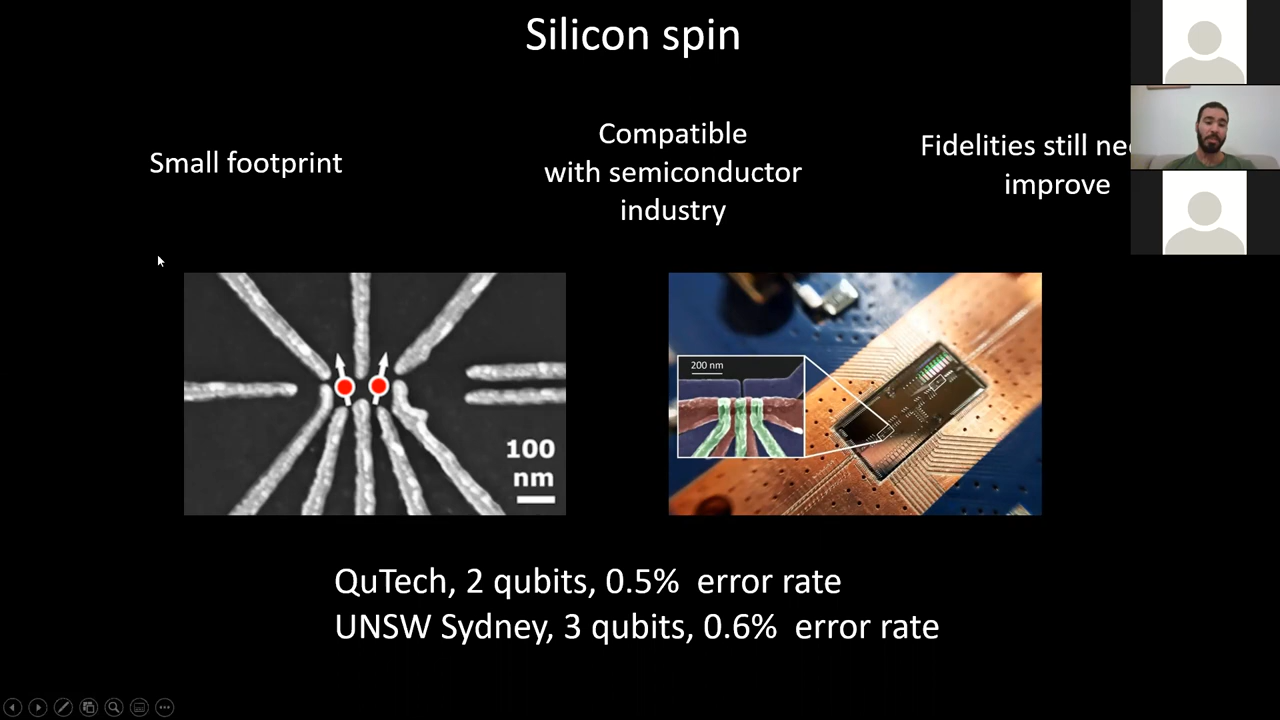 Silicon spin
Small footprint
Compatible
with semiconductor
industry
Fidelities still
improve
100
nm
200 nm
QuTech, 2 qubits, 0.5% error rate
UNSW Sydney, 3 qubits, 0.6% error rate